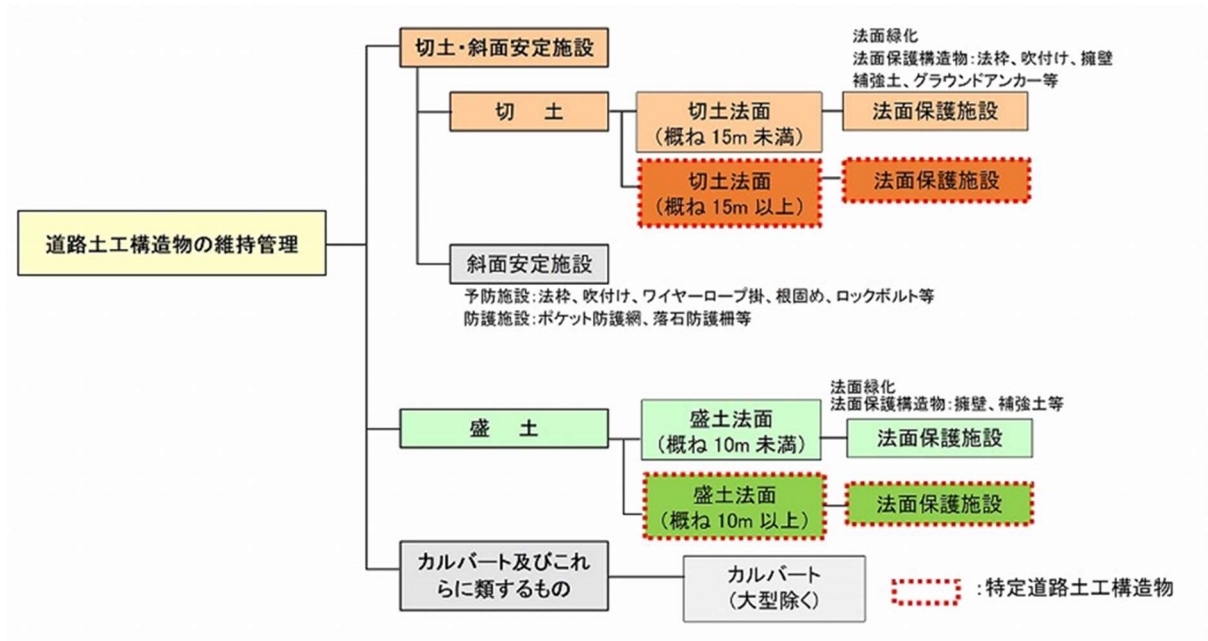 道路土工構造物の維持管理
切土・斜面安定施設
切　土
切土法面
(概ね 15m 未満)
法面緑化
法面保護構造物：法枠、吹付け、擁壁
補強土、グラウンドアンカー等
法面保護施設
切土法面
(概ね 15m 以上)
法面保護施設
斜面安定施設
予防施設：法枠、吹付け、ワイヤーロープ掛、根固め、ロックボルト等
防護施設：ポケット防護網、落石防護柵等
盛　土
盛土法面
(概ね 10m 未満)
法面緑化
法面保護構造物：擁壁、補強土等
法面保護施設
盛土法面
(概ね 10m 以上)
法面保護施設
カルバート及びこれ
らに類するもの
カルバート
(大型除く)
：特定道路土工構造物